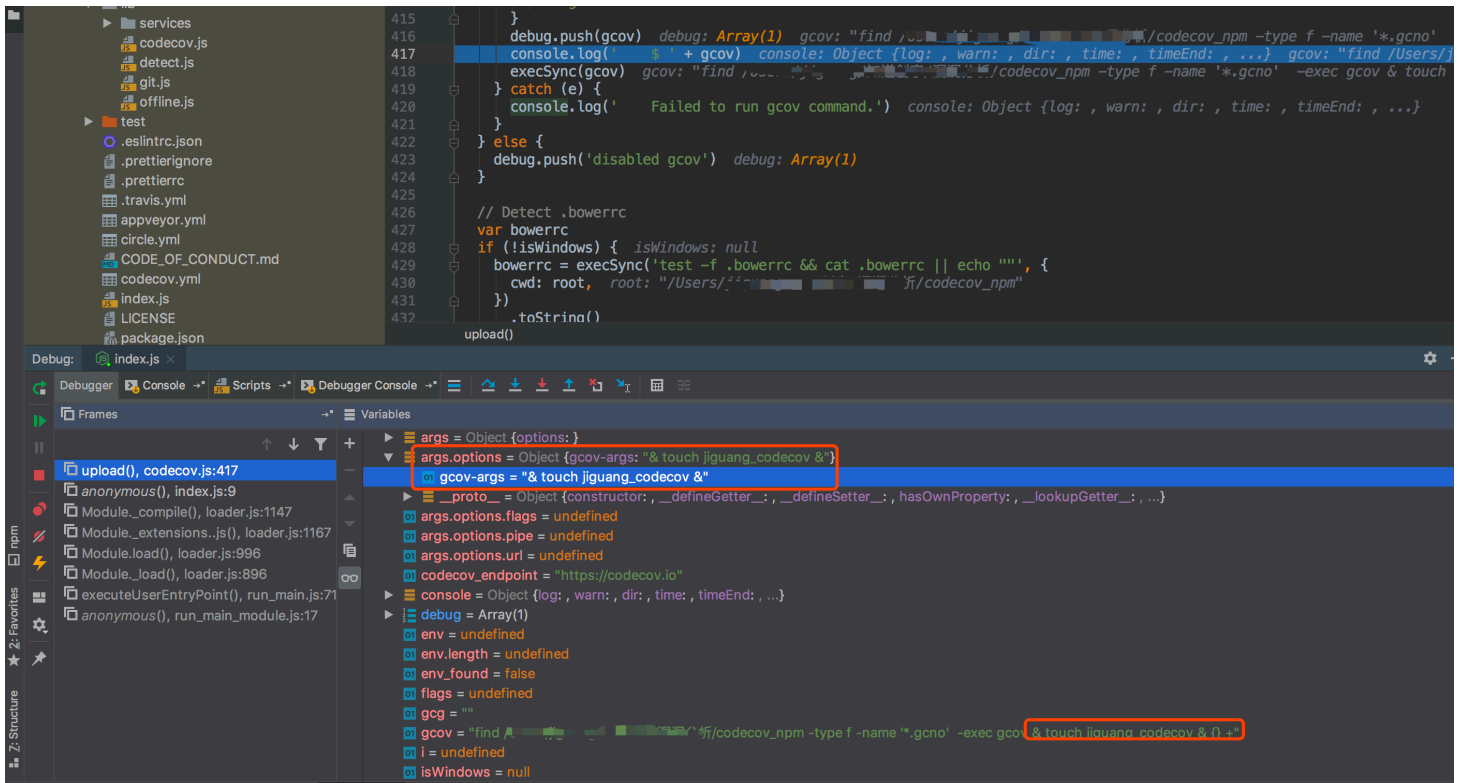 lib
services
codecov.js
detect.js
git.js
offline.js
test
.eslintrc.json
.prettierignore
.prettierrc
.travis.yml
appveyor.yml
circle.yml
CODE_OF_CONDUCT.md
codecov.yml
index.js
LICENSE
package.json
415 }
416 debug.push(gcov) debug: Array(1) gcov: "find /codecov_npm -type f -name '*.gcno'
417 console.log(' $ ' + gcov) console: Object {log: , warn: , dir: , time: , timeEnd: , ...} gcov: "find /Users/j
418 execSync(gcov) gcov: "find /codecov_npm -type f -name '*.gcno' -exec gcov & touch
419 } catch (e) {
420 console.log(' Failed to run gcov command.') console: Object {log: , warn: , dir: , time: , timeEnd: , ...}
421 }
422 } else {
423 debug.push('disabled gcov') debug: Array(1)
424 }
425
426 // Detect .bowerrc
427 var bowerrc
428 if (!isWindows) { isWindows: null
429 bowerrc = execSync('test -f .bowerrc && cat .bowerrc || echo ""', {
430 cwd: root, root: "/Users/析/codecov_npm"
431 })
432 .toString()
upload()
Debug: index.js
Debugger Console Scripts Debugger Console
Frames
upload(), codecov.js:417
anonymous(), index.js:9
Module._compile(), loader.js:1147
Module._extensions..js(), loader.js:1167
Module.load(), loader.js:996
Module._load(), loader.js:896
executeUserEntryPoint(), run_main.js:71
anonymous(), run_main_module.js:17
Variables
args = Object {options: }
args.options = Object {gcov-args: "& touch jiguang_codecov &"}
gcov-args = "& touch jiguang_codecov &"
__proto__ = Object {constructor: , __defineGetter__: , __defineSetter__: , hasOwnProperty: , __lookupGetter__: , ...}
args.options.flags = undefined
args.options.pipe = undefined
args.options.url = undefined
codecov_endpoint = "https://codecov.io"
console = Object {log: , warn: , dir: , time: , timeEnd: , ...}
debug = Array(1)
env = undefined
env.length = undefined
env_found = false
flags = undefined
gcg = ""
gcov = "find /析/codecov_npm -type f -name '*.gcno' -exec gcov & touch jiguang_codecov & {} +"
i = undefined
isWindows = null
npm
2: Favorites
7: Structure